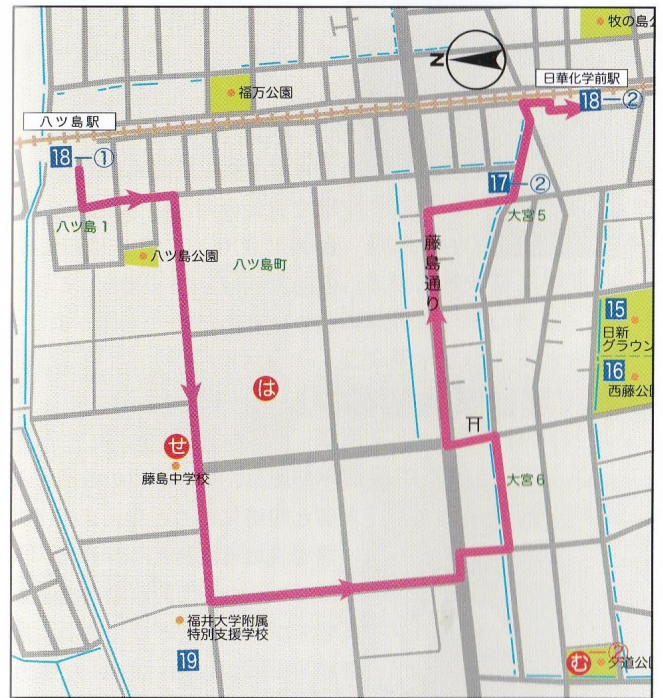 牧の島公
N
日華化学前駅
18-②
福万公園
八ツ島駅
18-①
17-②
大宮5
八ツ島1
八ツ島公園
八ツ島町
藤島通り
15
日新
グラウン
16
西藤公
は
せ
藤島中学校
大宮6
福井大学附属
特別支援学校
19
む-②
夕道公